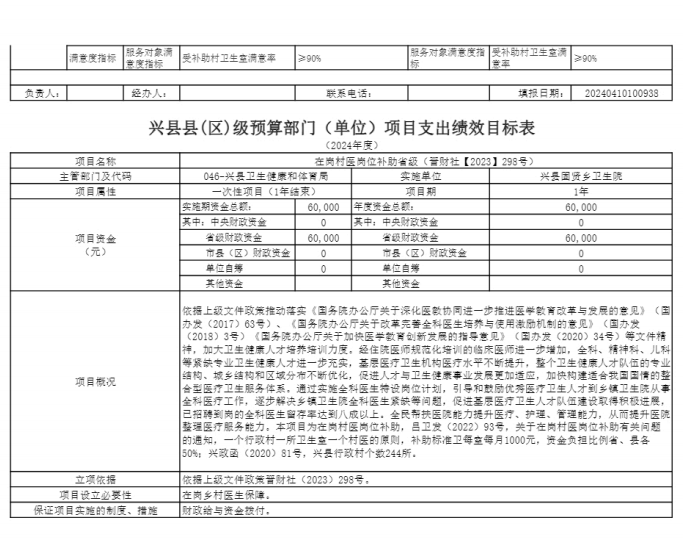 满意度指标 服务对象满意度指标 受补助村卫生室满意率 ≥90% 服务对象满意度指标 受补助村卫生室满意率 ≥90%
负责人： 经办人： 联系电话： 填报日期： 20240410100938
兴县县(区)级预算部门（单位）项目支出绩效目标表
（2024年度）
项目名称 在岗村医岗位补助省级（晋财社【2023】298号）
主管部门及代码 046-兴县卫生健康和体育局 实施单位 兴县固贤乡卫生院
项目属性 一次性项目（1年结束） 项目期 1年
项目资金（元） 实施期资金总额： 60,000 年度资金总额： 60,000
其中：中央财政资金 0 其中：中央财政资金 0
省级财政资金 60,000 省级财政资金 60,000
市县（区）财政资金 0 市县（区）财政资金 0
单位自筹 0 单位自筹 0
其他资金 其他资金
项目概况
依据上级文件政策推动落实《国务院办公厅关于深化医教协同进一步推进医学教育改革与发展的意见》（国
办发（2017）63号）、《国务院办公厅关于改革完善全科医生培养与使用激励机制的意见》（国办发
（2018）3号）《国务院办公厅关于加快医学教育创新发展的指导意见》（国办发（2020）34号）等文件精
神，加大卫生健康人才培养培训力度。经住院医师规范化培训的临床医师进一步增加，全科、精神科、儿科
等紧缺专业卫生健康人才进一步充实，基层医疗卫生机构医疗水平不断提升，整个卫生健康人才队伍的专业
结构、城乡结构和区域分布不断优化，促进人才与卫生健康事业发展更加适应，加快构建适合我国国情的整
合型医疗卫生服务体系。通过实施全科医生特设岗位计划，引导和鼓励优秀医疗卫生人才到乡镇卫生院从事
全科医疗工作，逐步解决乡镇卫生院全科医生紧缺等问题，促进基层医疗卫生人才队伍建设取得积极进展，
已招聘到岗的全科医生留存率达到八成以上。全民帮扶医院能力提升医疗、护理、管理能力，从而提升医院
整理医疗服务能力。本项目为在岗村医岗位补助，吕卫发（2022）93号，关于在岗村医岗位补助有关问题
的通知，一个行政村一所卫生室一个村医的原则，补助标准卫每室每月1000元，资金负担比例省、县各
50%；兴政函（2020）81号，兴县行政村个数244所。
立项依据 依据上级文件政策晋财社（2023）298号。
项目设立必要性 在岗乡村医生保障。
保证项目实施的制度、措施 财政给与资金拨付。